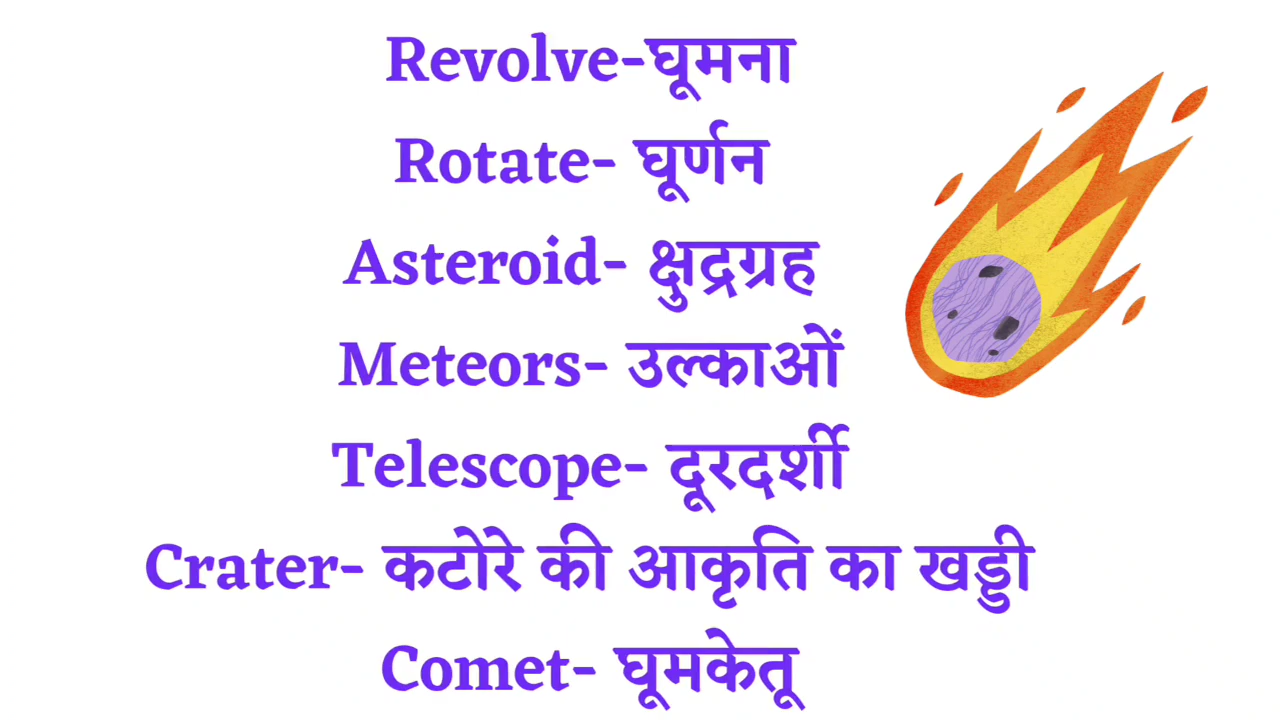 Revolve-घूमना
Rotate- घूर्णन
Asteroid- क्षुद्रग्रह
Meteors- उल्काओं
Telescope- दूरदर्शी
Crater- कटोरे की आकृति का खड्डी
Comet- घूमकेतू